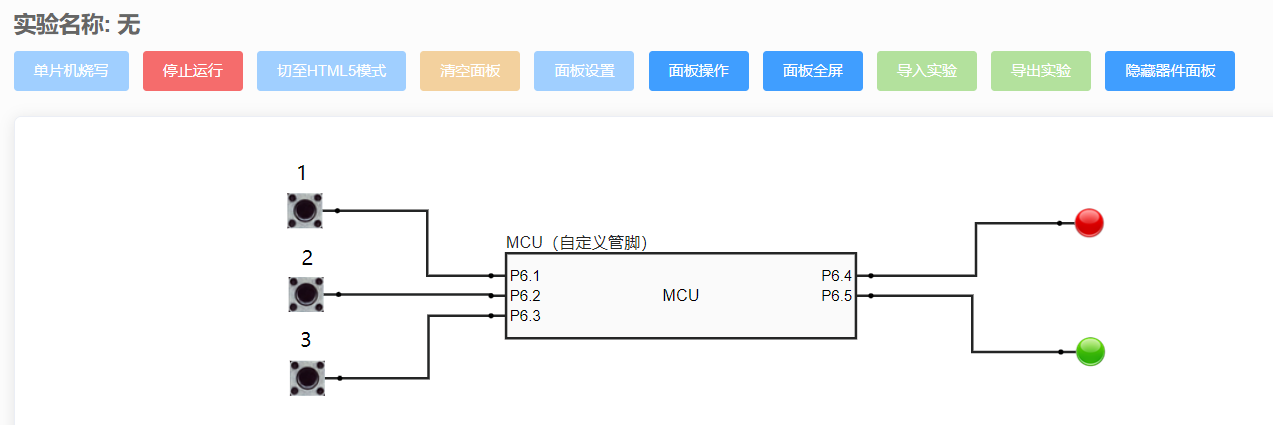 实验名称: 无
单片机烧写 停止运行 切至HTML5模式 清空面板 面板设置 面板操作 面板全屏 导入实验 导出实验 隐藏器件面板
1
2
3
MCU（自定义管脚）
P6.1
P6.2
P6.3
MCU
P6.4
P6.5